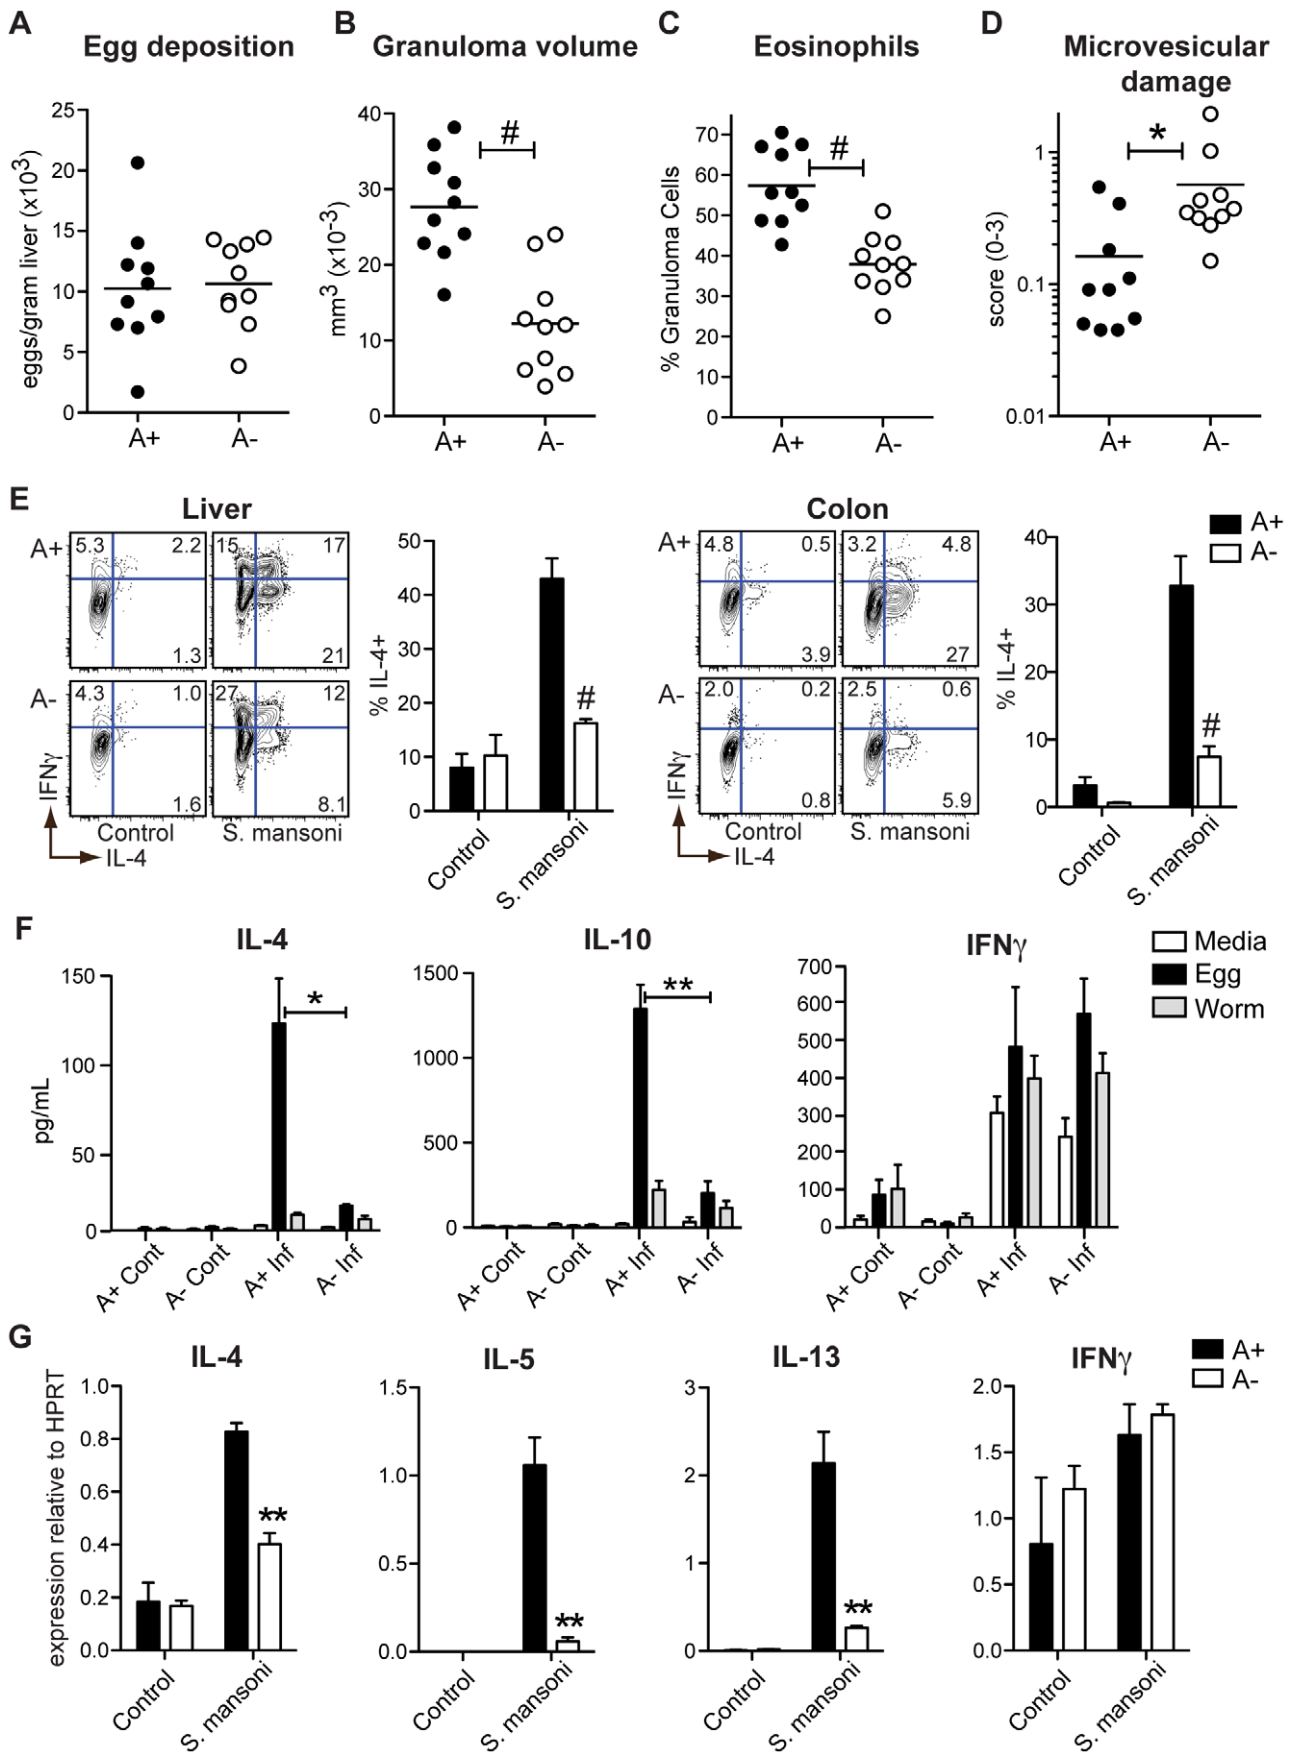 A
Egg deposition
25
20
15
10
5
0
eggs/gram liver (x10³)
A+
A-
B
Granuloma volume
40
30
20
10
0
mm³ (x10⁻³)
#
A+
A-
C
Eosinophils
70
60
50
40
30
20
10
0
% Granuloma Cells
#
A+
A-
D
Microvesicular
damage
1
0.1
0.01
score (0-3)
*
A+
A-
E
Liver
A+
5.3 2.2
1.3
15 17
21
A-
4.3 1.0
1.6
27 12
8.1
IFNγ
IL-4
Control
S. mansoni
50
40
30
20
10
0
% IL-4+
#
Control
S. mansoni
Colon
A+
4.8 0.5
3.9
3.2 4.8
27
A-
2.0 0.2
0.8
2.5 0.6
5.9
IFNγ
IL-4
Control
S. mansoni
40
30
20
10
0
% IL-4+
#
Control
S. mansoni
A+
A-
F
IL-4
150
100
50
0
pg/mL
*
A+ Cont
A- Cont
A+ Inf
A- Inf
IL-10
1500
1000
500
0
**
A+ Cont
A- Cont
A+ Inf
A- Inf
IFNγ
700
600
500
400
300
200
100
0
A+ Cont
A- Cont
A+ Inf
A- Inf
Media
Egg
Worm
G
IL-4
1.0
0.8
0.6
0.4
0.2
0.0
expression relative to HPRT
**
Control
S. mansoni
IL-5
1.5
1.0
0.5
0.0
**
Control
S. mansoni
IL-13
3
2
1
0
**
Control
S. mansoni
IFNγ
2.0
1.5
1.0
0.5
0.0
Control
S. mansoni
A+
A-